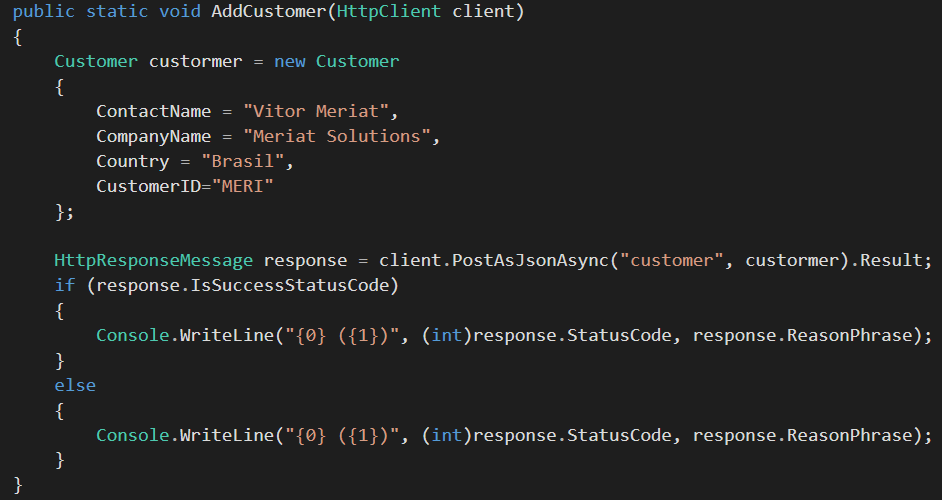 public static void AddCustomer(HttpClient client)
{
    Customer custormer = new Customer
    {
        ContactName = "Vitor Meriat",
        CompanyName = "Meriat Solutions",
        Country = "Brasil",
        CustomerID="MERI"
    };

    HttpResponseMessage response = client.PostAsJsonAsync("customer", custormer).Result;
    if (response.IsSuccessStatusCode)
    {
        Console.WriteLine("{0} ({1})", (int)response.StatusCode, response.ReasonPhrase);
    }
    else
    {
        Console.WriteLine("{0} ({1})", (int)response.StatusCode, response.ReasonPhrase);
    }
}